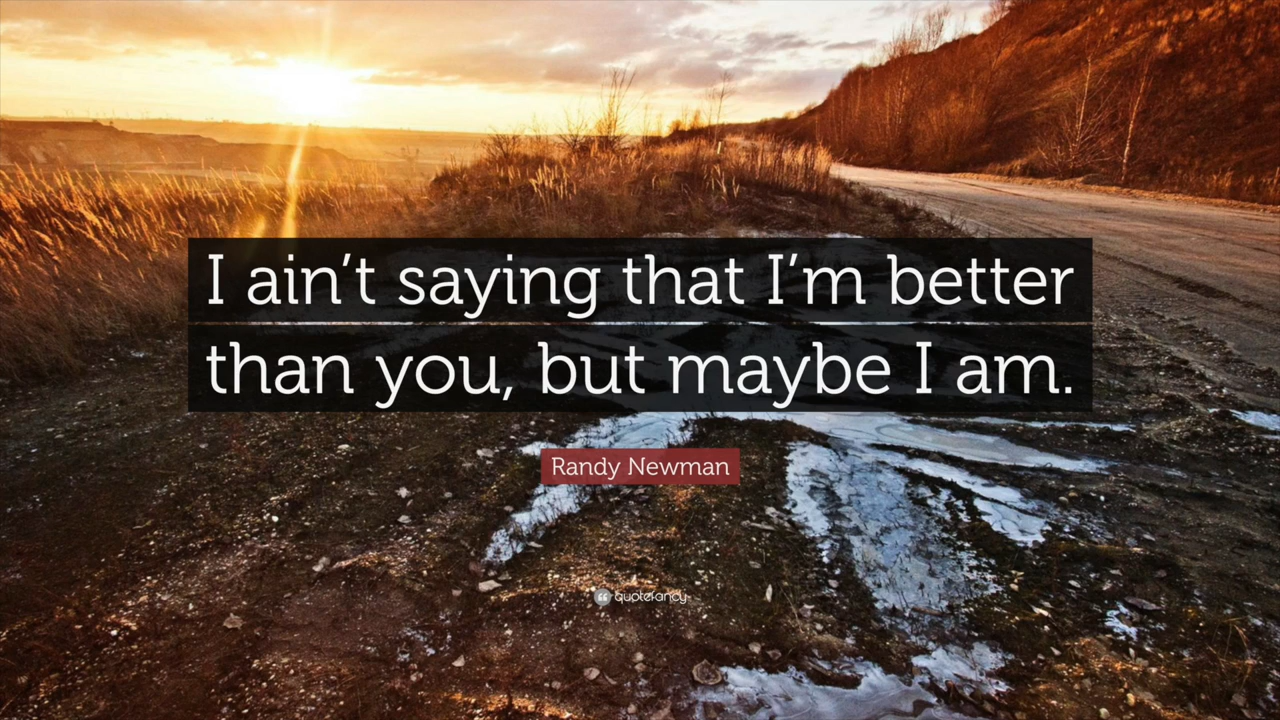 I ain’t saying that I’m better
than you, but maybe I am.
Randy Newman
quotefancy